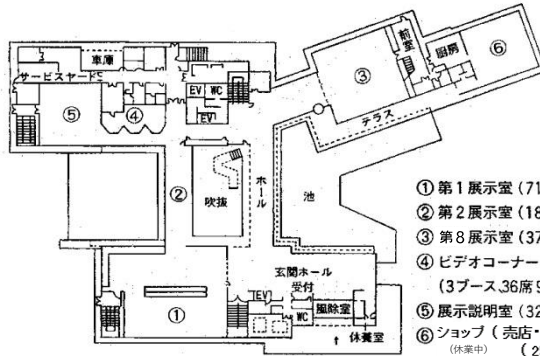 車庫
サービスヤード
EV
WC
EV
⑤
④
前室
厨房
⑥
③
テラス
②
吹抜
ホール
池
玄関ホール
受付
EV
WC
風除室
休養室
①
①第1展示室(71
②第2展示室(18
③第8展示室(37
④ビデオコーナー
(3ブース、36席
⑤展示説明室(32
⑥ショップ(売店・
(休業中)
(2